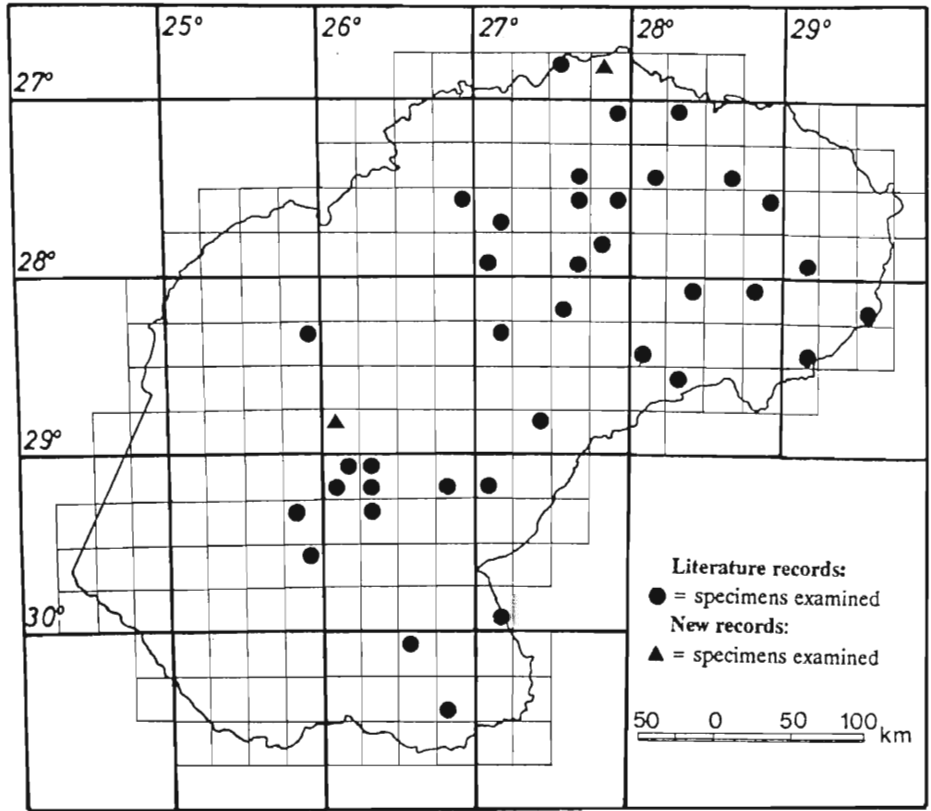 25° 26° 27° 28° 29°
27°
28°
29°
30°
Literature records:
● = specimens examined
New records:
▲ = specimens examined
50 0 50 100 km